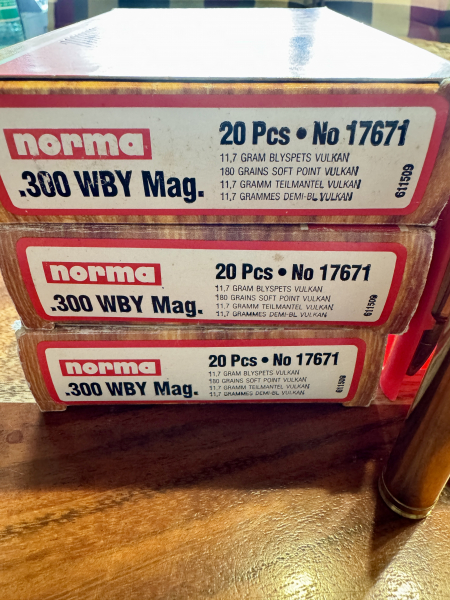 norma
.300 WBY Mag.
20 Pcs • No 17671
11,7 GRAM BLYSPETS VULKAN
180 GRAINS SOFT POINT VULKAN
11,7 GRAMM TEILMANTEL VULKAN
11,7 GRAMMES DEMI-BL VULKAN
611509
norma
.300 WBY Mag.
20 Pcs • No 17671
11,7 GRAM BLYSPETS VULKAN
180 GRAINS SOFT POINT VULKAN
11,7 GRAMM TEILMANTEL VULKAN
11,7 GRAMMES DEMI-BL VULKAN
611509
norma
.300 WBY Mag.
20 Pcs • No 17671
11,7 GRAM BLYSPETS VULKAN
180 GRAINS SOFT POINT VULKAN
11,7 GRAMM TEILMANTEL VULKAN
11,7 GRAMMES DEMI-BL VULKAN
611509